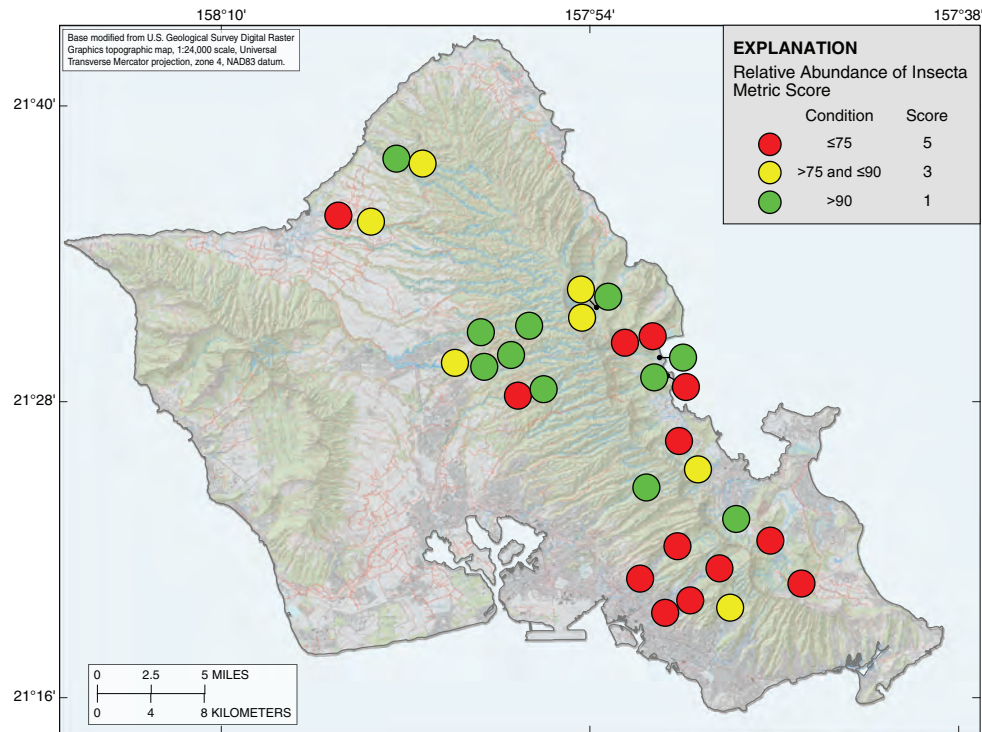 158°10'
157°54'
157°38'
Base modified from U.S. Geological Survey Digital Raster
Graphics topographic map, 1:24,000 scale, Universal
Transverse Mercator projection, zone 4, NAD83 datum.
EXPLANATION
Relative Abundance of Insecta
Metric Score
Condition Score
≤75 5
>75 and ≤90 3
>90 1
21°40'
21°28'
21°16'
0 2.5 5 MILES
0 4 8 KILOMETERS